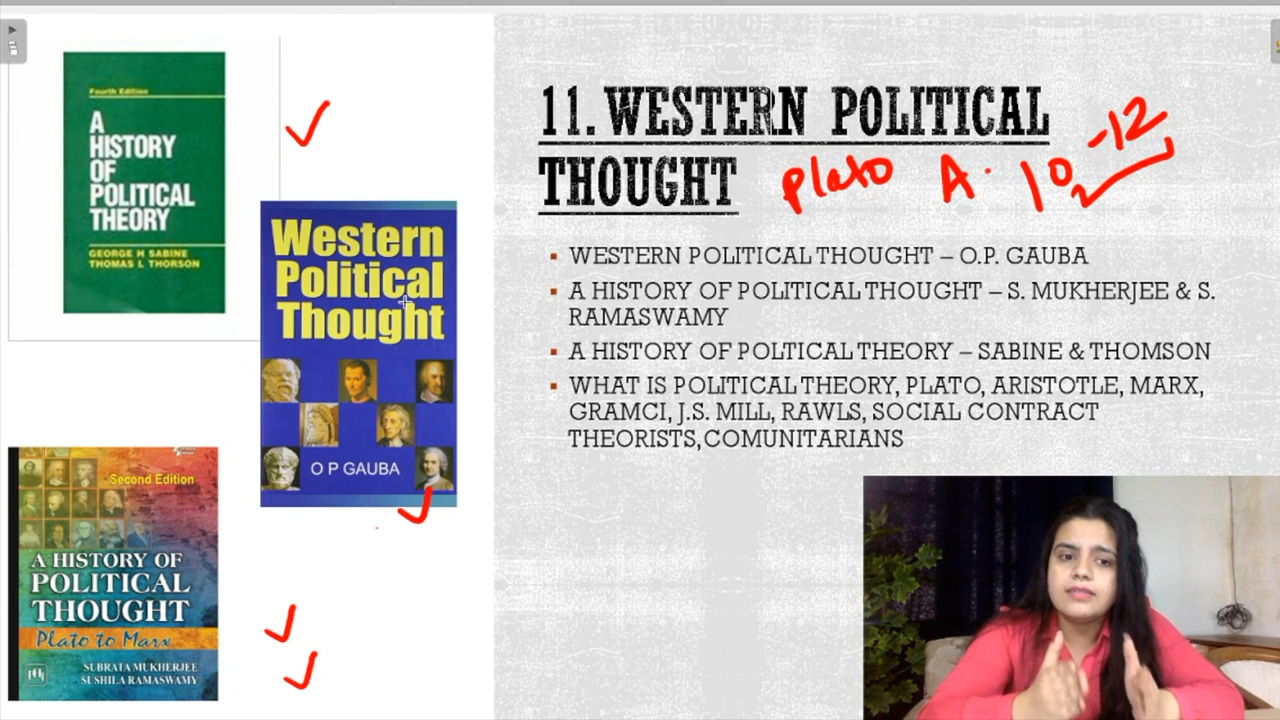 Fourth Edition
A
HISTORY
OF
POLITICAL
THEORY
GEORGE H SABINE
THOMAS L THORSON
Western
Political
Thought
O P GAUBA
Second Edition
A HISTORY OF
POLITICAL
THOUGHT
Plato to Marx
SUBRATA MUKHERJEE
SUSHILA RAMASWAMY
11. WESTERN POLITICAL
THOUGHT
Plato A. 10-12
▪ WESTERN POLITICAL THOUGHT – O.P. GAUBA
▪ A HISTORY OF POLITICAL THOUGHT – S. MUKHERJEE & S.
RAMASWAMY
▪ A HISTORY OF POLTICAL THEORY – SABINE & THOMSON
▪ WHAT IS POLITICAL THEORY, PLATO, ARISTOTLE, MARX,
GRAMCI, J.S. MILL, RAWLS, SOCIAL CONTRACT
THEORISTS, COMUNITARIANS